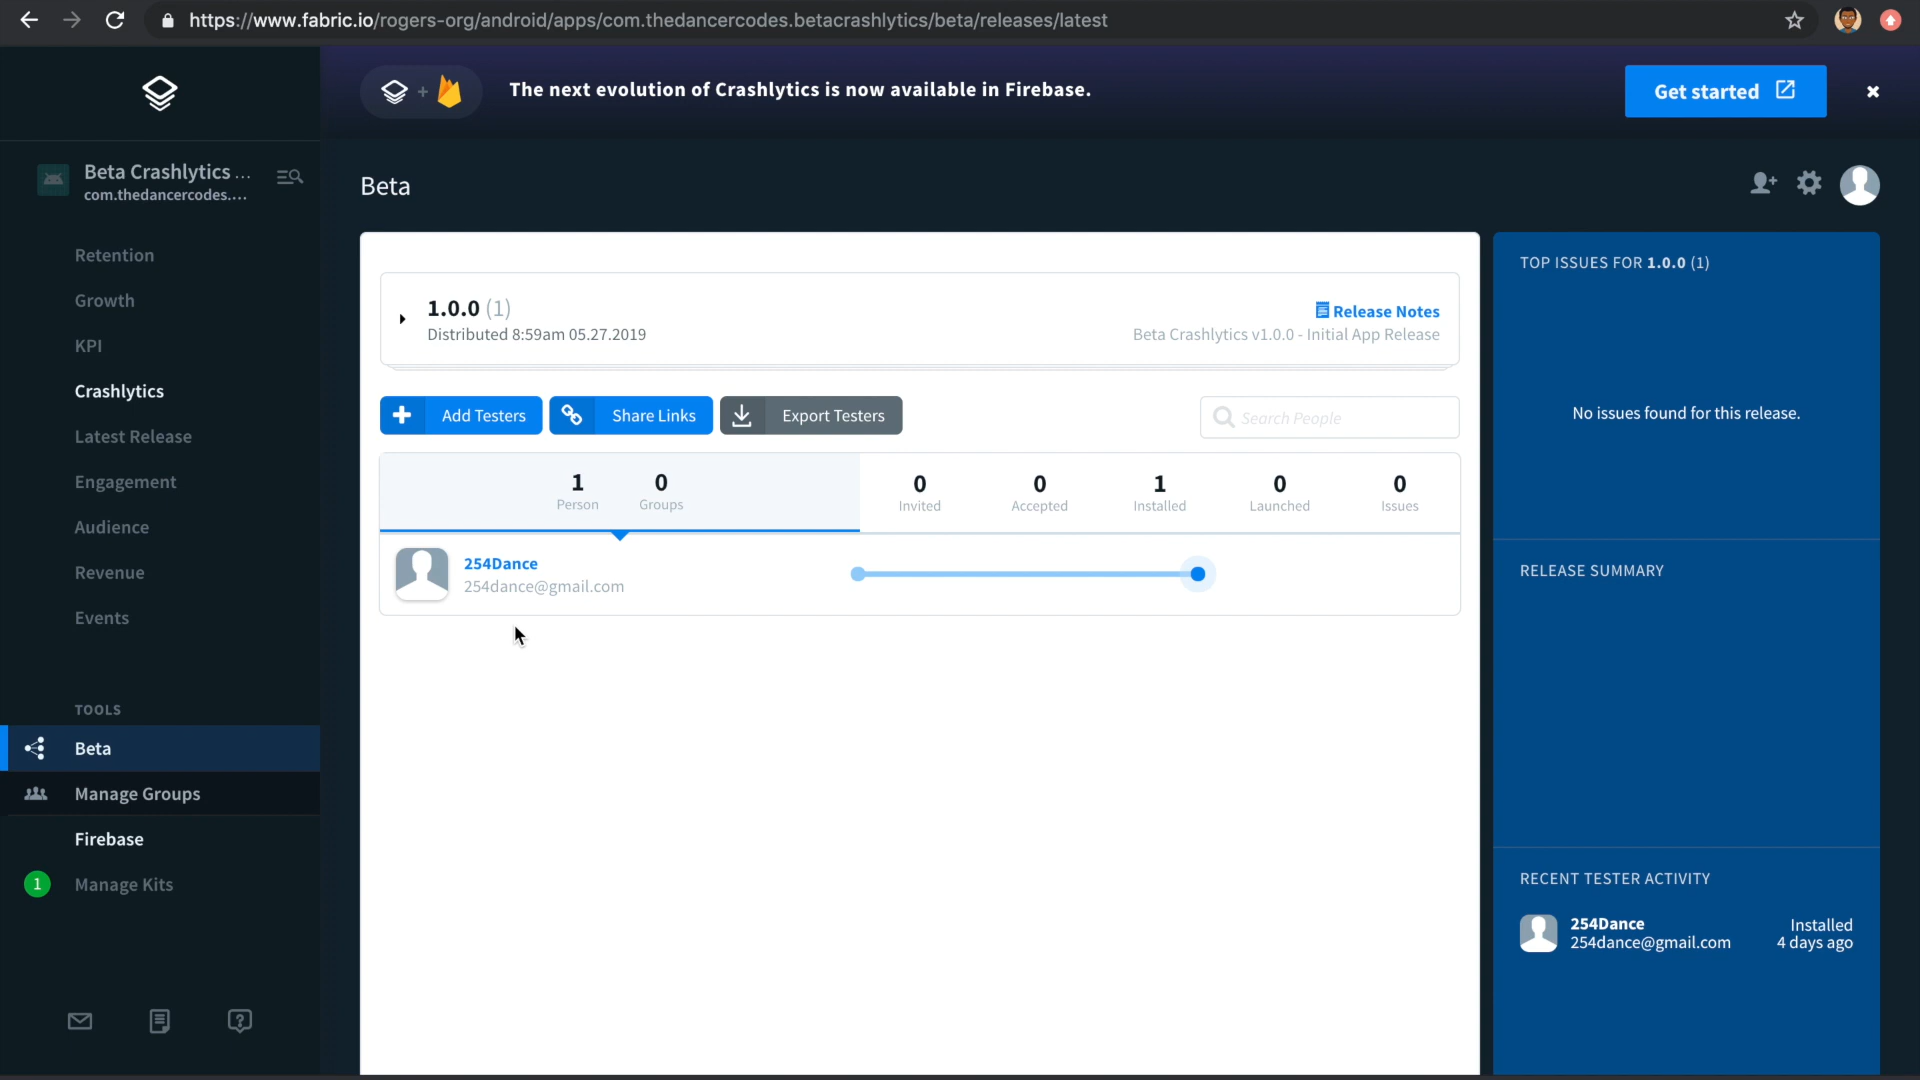 https://www.fabric.io/rogers-org/android/apps/com.thedancercodes.betacrashlytics/beta/releases/latest
+
The next evolution of Crashlytics is now available in Firebase.
Get started
Beta Crashlytics ...
com.thedancercodes....
Retention
Growth
KPI
Crashlytics
Latest Release
Engagement
Audience
Revenue
Events
TOOLS
Beta
Manage Groups
Firebase
1 Manage Kits
Beta
1.0.0 (1)
Distributed 8:59am 05.27.2019
Release Notes
Beta Crashlytics v1.0.0 - Initial App Release
Add Testers
Share Links
Export Testers
Search People
1 Person
0 Groups
0 Invited
0 Accepted
1 Installed
0 Launched
0 Issues
254Dance
254dance@gmail.com
TOP ISSUES FOR 1.0.0 (1)
No issues found for this release.
RELEASE SUMMARY
RECENT TESTER ACTIVITY
254Dance Installed
254dance@gmail.com 4 days ago